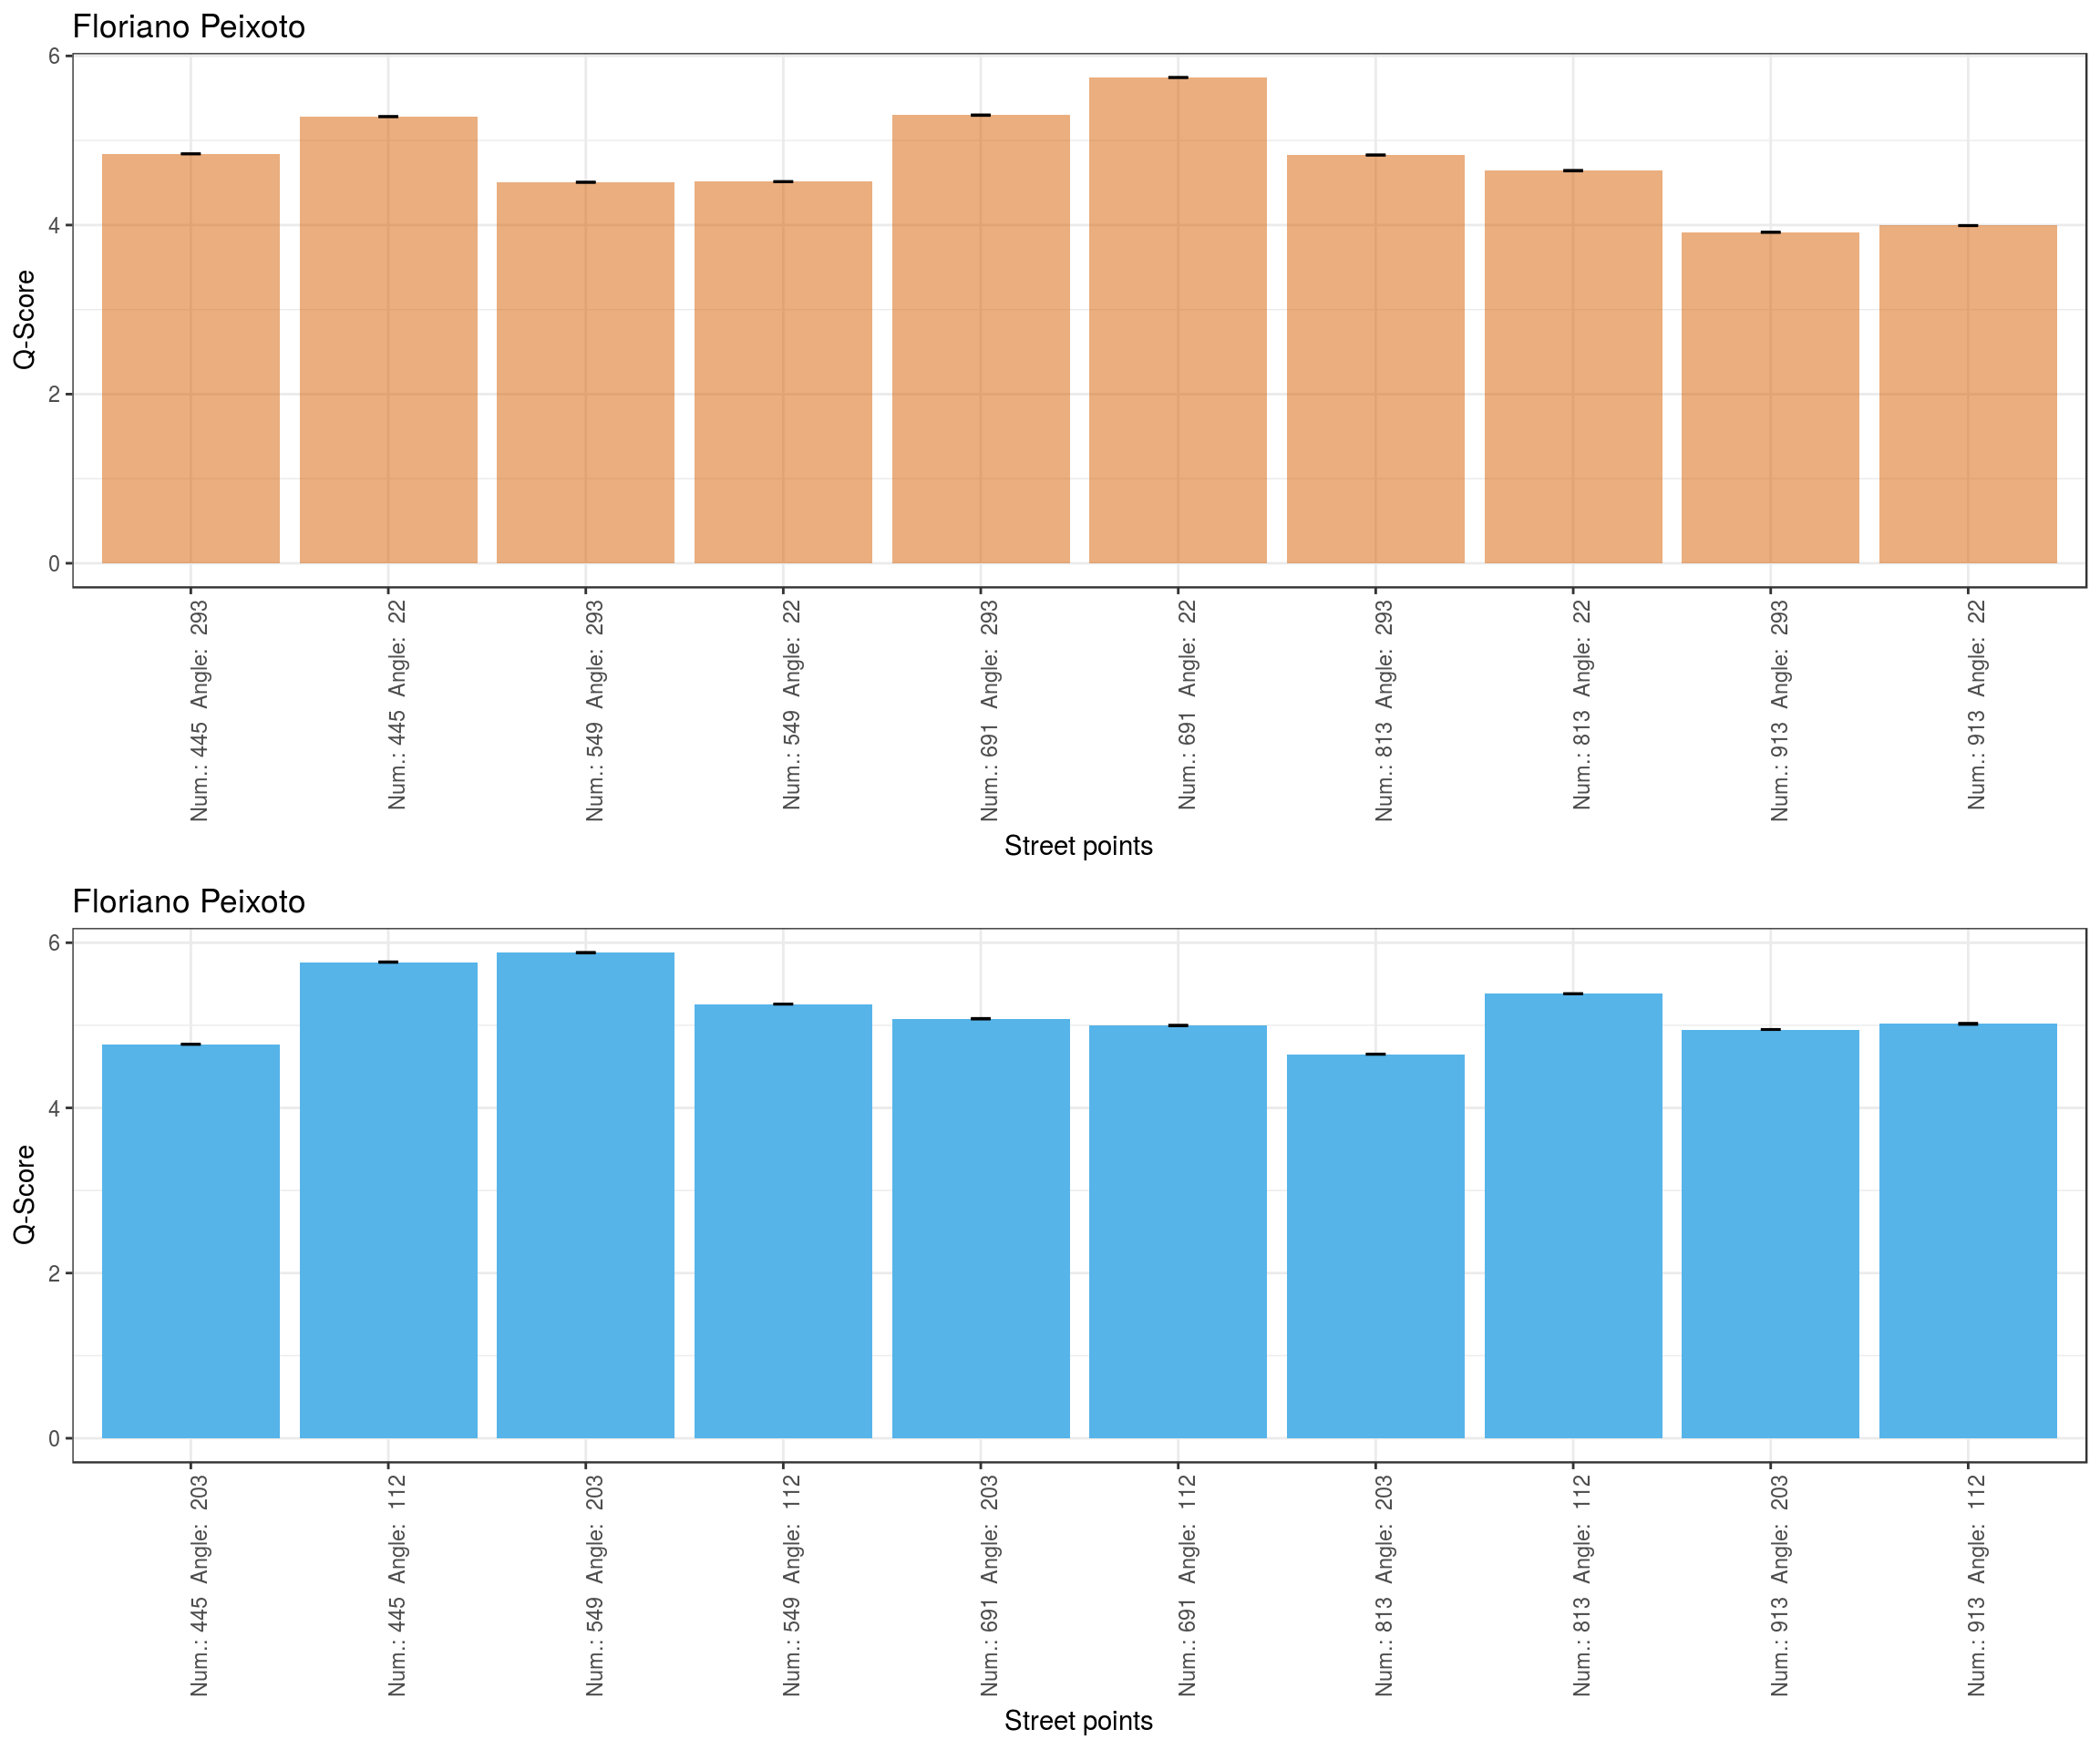 Floriano Peixoto
Q-Score
6
4
2
0
Num.: 445  Angle:  293
Num.: 445  Angle:  22
Num.: 549  Angle:  293
Num.: 549  Angle:  22
Num.: 691  Angle:  293
Num.: 691  Angle:  22
Num.: 813  Angle:  293
Num.: 813  Angle:  22
Num.: 913  Angle:  293
Num.: 913  Angle:  22
Street points
Floriano Peixoto
Q-Score
6
4
2
0
Num.: 445  Angle:  203
Num.: 445  Angle:  112
Num.: 549  Angle:  203
Num.: 549  Angle:  112
Num.: 691  Angle:  203
Num.: 691  Angle:  112
Num.: 813  Angle:  203
Num.: 813  Angle:  112
Num.: 913  Angle:  203
Num.: 913  Angle:  112
Street points